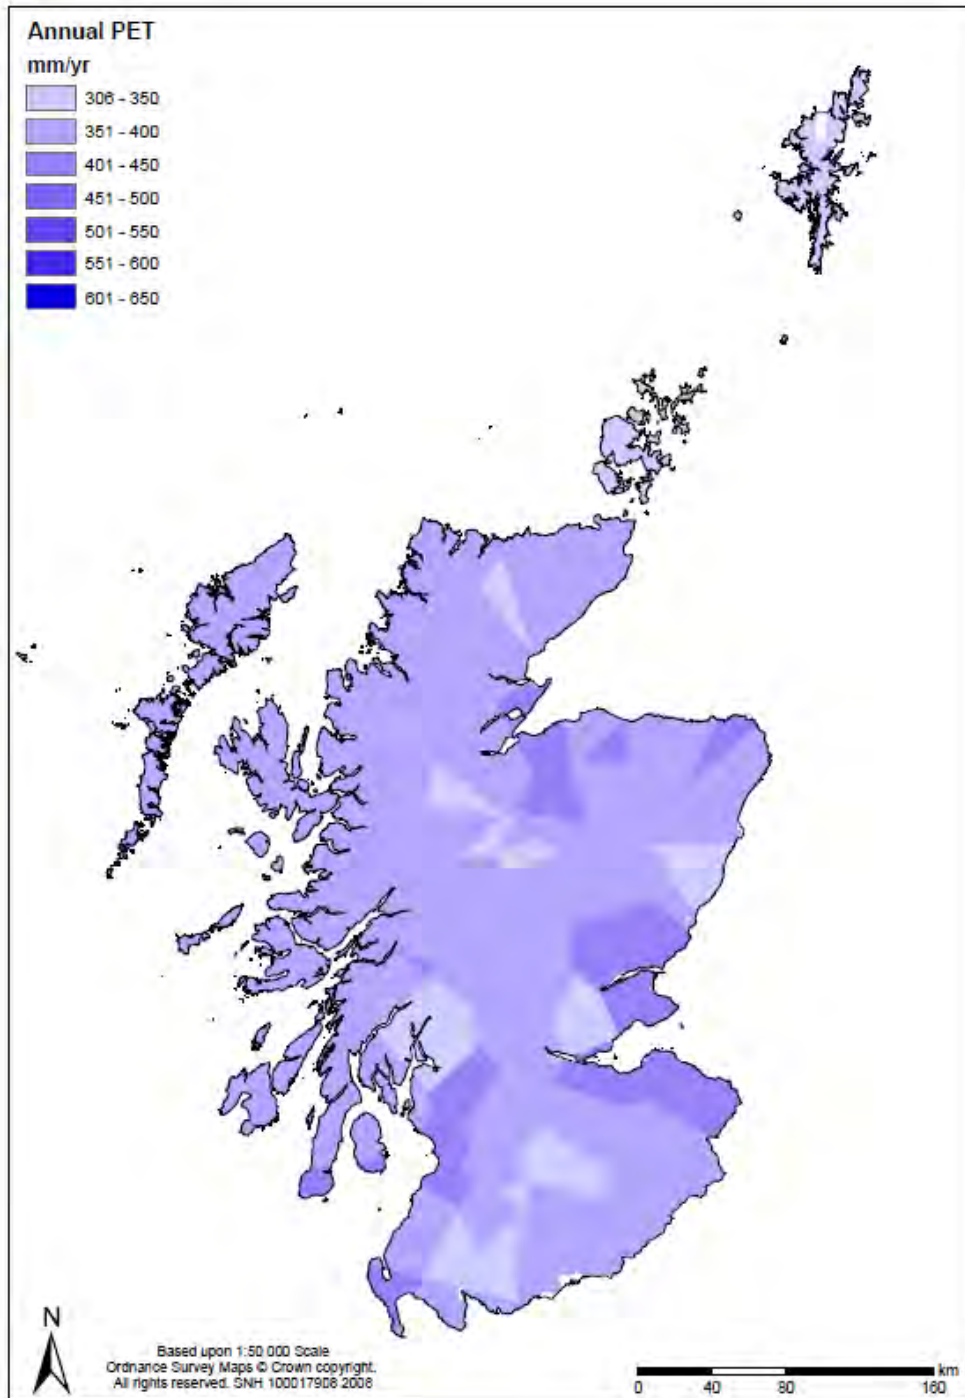 Annual PET
mm/yr
306 - 350
351 - 400
401 - 450
451 - 500
501 - 550
551 - 600
601 - 650
N
Based upon 1:50 000 Scale
Ordnance Survey Maps © Crown copyright.
All rights reserved. SNH 100017908 2008
km
0 40 80 160